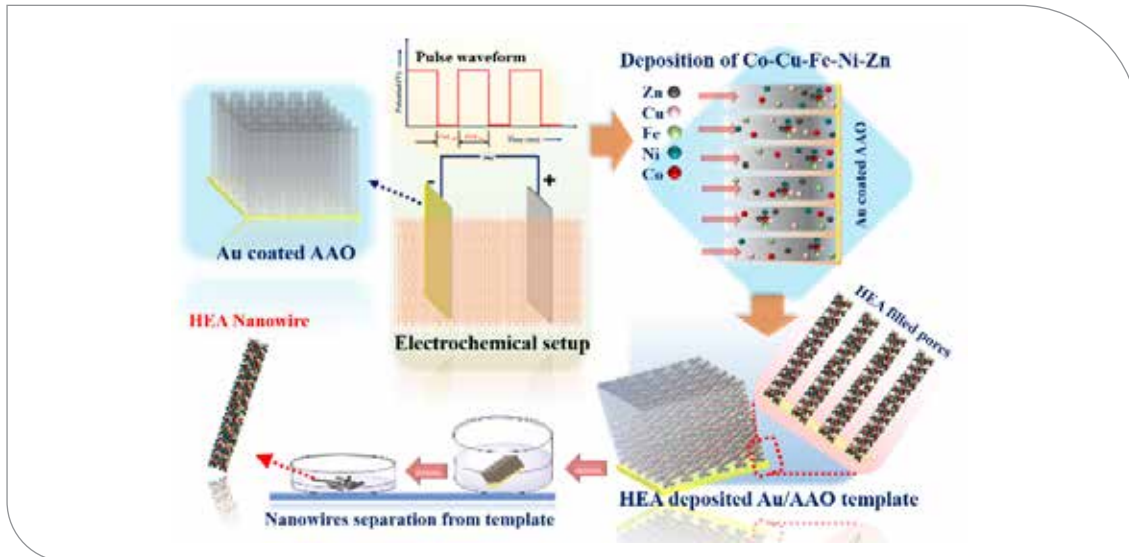 Pulse waveform
Potential (V)
Deposition of Co-Cu-Fe-Ni-Zn
Zn
Cu
Fe
Ni
Co
Au coated AAO
-
+
Au coated AAO
Electrochemical setup
HEA Nanowire
HEA filled pores
HEA deposited Au/AAO template
Nanowires separation from template